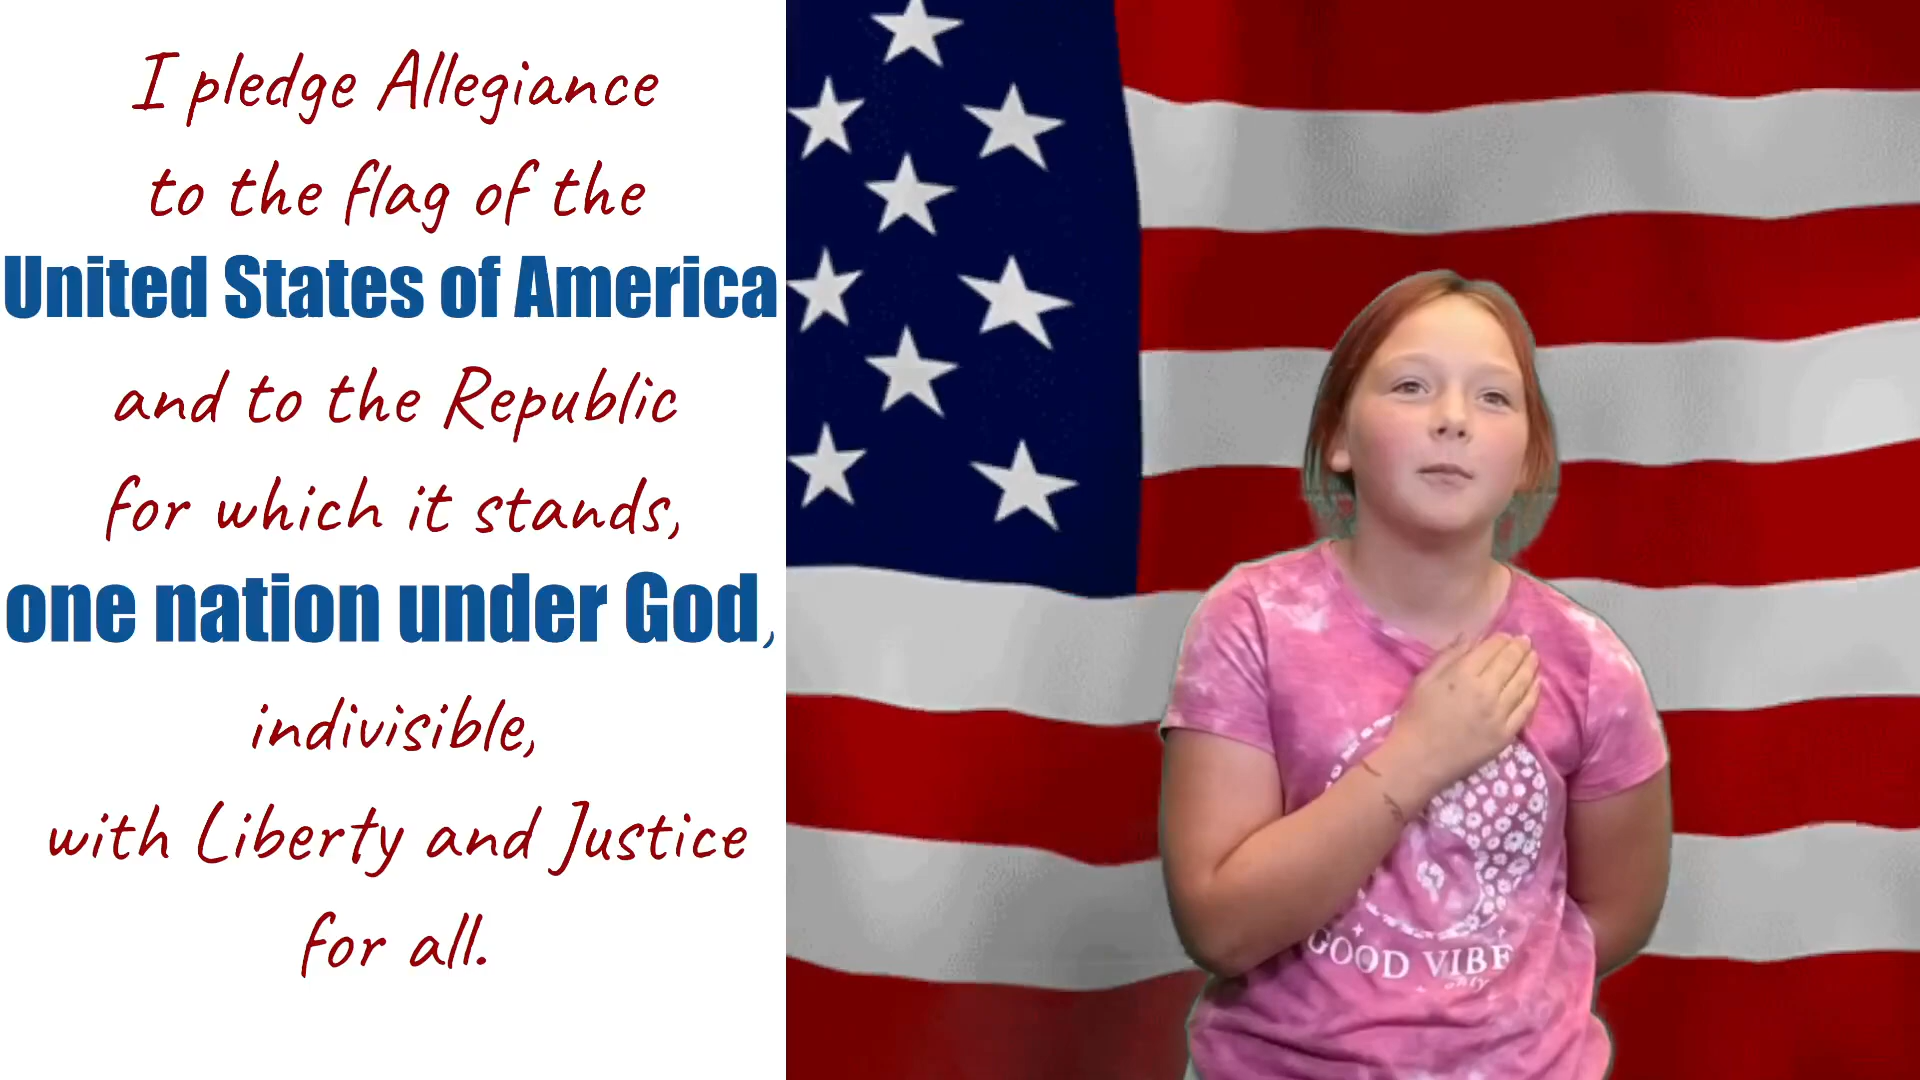 I pledge Allegiance
to the flag of the
United States of America
and to the Republic
for which it stands,
one nation under God,
indivisible,
with Liberty and Justice
for all.
GOOD VIBE
only